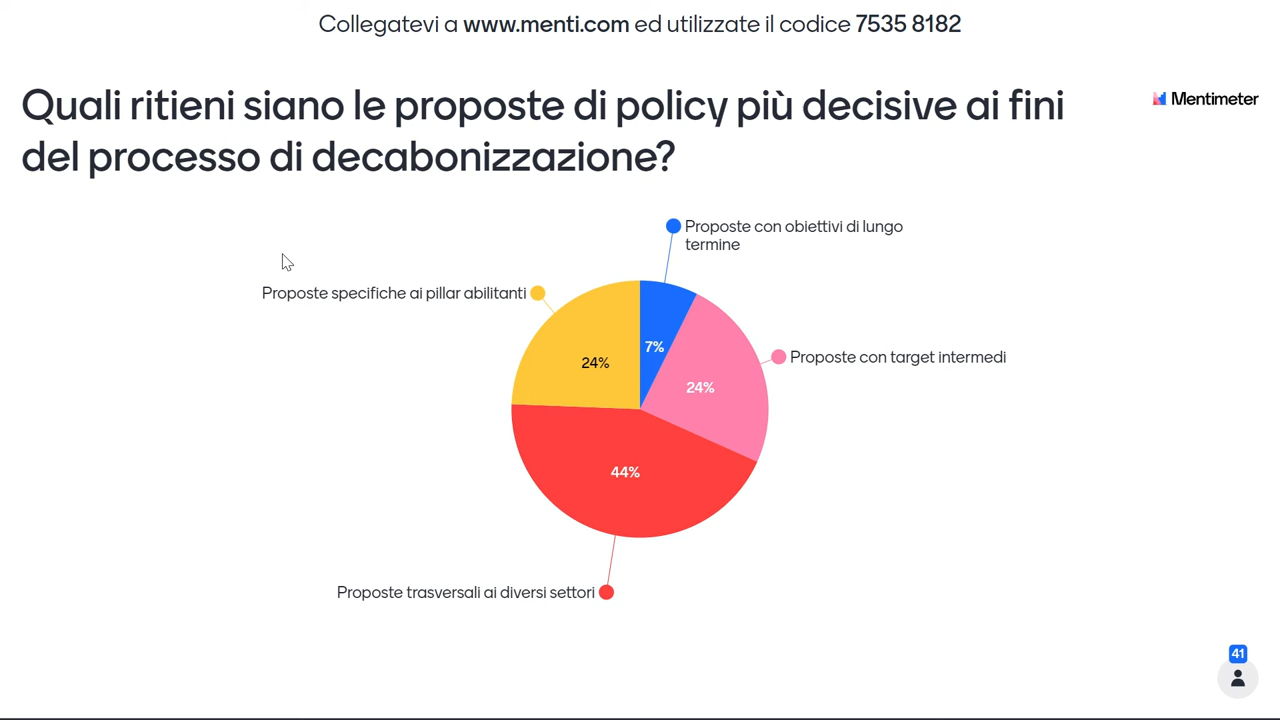 Collegatevi a www.menti.com ed utilizzate il codice 7535 8182
Quali ritieni siano le proposte di policy più decisive ai fini
del processo di decabonizzazione?
Mentimeter
Proposte con obiettivi di lungo
termine
Proposte specifiche ai pillar abilitanti
7%
Proposte con target intermedi
24%
24%
44%
Proposte trasversali ai diversi settori
41